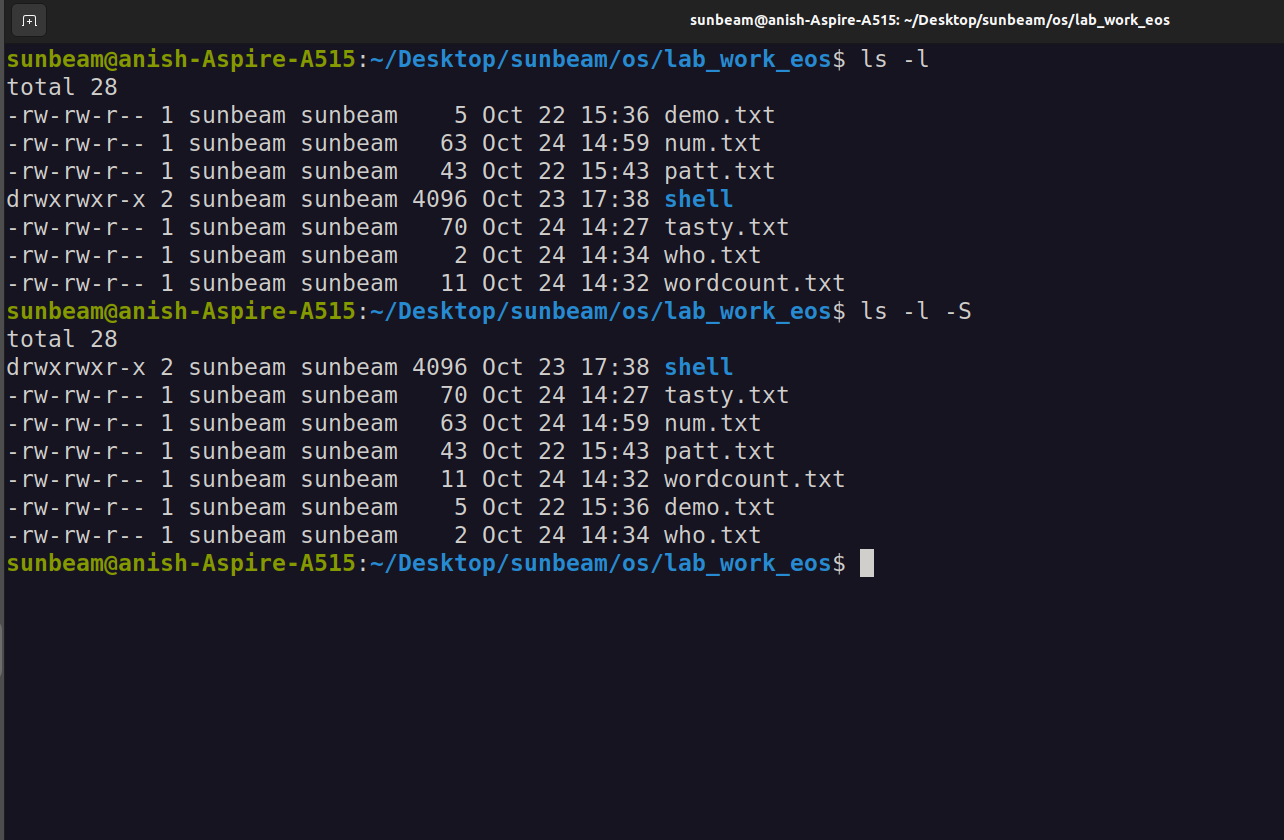 sunbeam@anish-Aspire-A515: ~/Desktop/sunbeam/os/lab_work_eos
sunbeam@anish-Aspire-A515:~/Desktop/sunbeam/os/lab_work_eos$ ls -l
total 28
-rw-rw-r-- 1 sunbeam sunbeam    5 Oct 22 15:36 demo.txt
-rw-rw-r-- 1 sunbeam sunbeam   63 Oct 24 14:59 num.txt
-rw-rw-r-- 1 sunbeam sunbeam   43 Oct 22 15:43 patt.txt
drwxrwxr-x 2 sunbeam sunbeam 4096 Oct 23 17:38 shell
-rw-rw-r-- 1 sunbeam sunbeam   70 Oct 24 14:27 tasty.txt
-rw-rw-r-- 1 sunbeam sunbeam    2 Oct 24 14:34 who.txt
-rw-rw-r-- 1 sunbeam sunbeam   11 Oct 24 14:32 wordcount.txt
sunbeam@anish-Aspire-A515:~/Desktop/sunbeam/os/lab_work_eos$ ls -l -S
total 28
drwxrwxr-x 2 sunbeam sunbeam 4096 Oct 23 17:38 shell
-rw-rw-r-- 1 sunbeam sunbeam   70 Oct 24 14:27 tasty.txt
-rw-rw-r-- 1 sunbeam sunbeam   63 Oct 24 14:59 num.txt
-rw-rw-r-- 1 sunbeam sunbeam   43 Oct 22 15:43 patt.txt
-rw-rw-r-- 1 sunbeam sunbeam   11 Oct 24 14:32 wordcount.txt
-rw-rw-r-- 1 sunbeam sunbeam    5 Oct 22 15:36 demo.txt
-rw-rw-r-- 1 sunbeam sunbeam    2 Oct 24 14:34 who.txt
sunbeam@anish-Aspire-A515:~/Desktop/sunbeam/os/lab_work_eos$